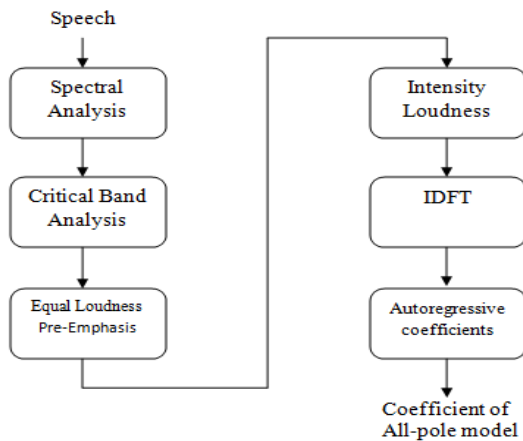 Speech
Spectral
Analysis
Critical Band
Analysis
Equal Loudness
Pre-Emphasis
Intensity
Loudness
IDFT
Autoregressive
coefficients
Coefficient of
All-pole model